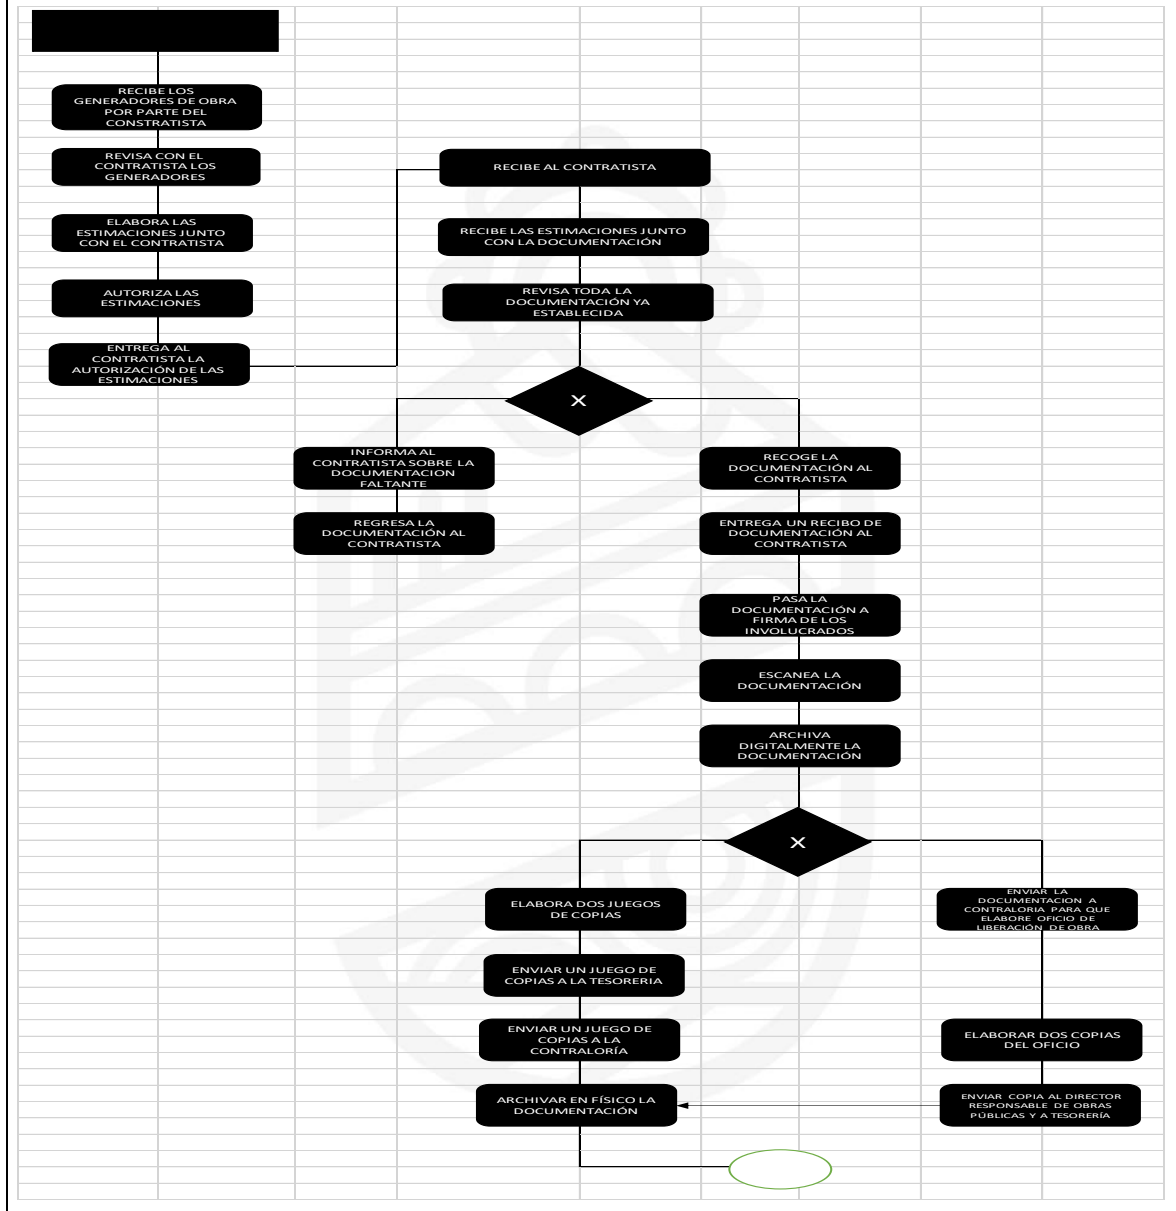 RECIBE LOS
GENERADORES DE OBRA
POR PARTE DEL
CONSTRATISTA
REVISA CON EL
CONTRATISTA LOS
GENERADORES
ELABORA LAS
ESTIMACIONES JUNTO
CON EL CONTRATISTA
AUTORIZA LAS
ESTIMACIONES
ENTREGA AL
CONTRATISTA LA
AUTORIZACIÓN DE LAS
ESTIMACIONES
RECIBE AL CONTRATISTA
RECIBE LAS ESTIMACIONES JUNTO
CON LA DOCUMENTACIÓN
REVISA TODA LA
DOCUMENTACIÓN YA
ESTABLECIDA
X
INFORMA AL
CONTRATISTA SOBRE LA
DOCUMENTACION
FALTANTE
REGRESA LA
DOCUMENTACIÓN AL
CONTRATISTA
RECOGE LA
DOCUMENTACIÓN AL
CONTRATISTA
ENTREGA UN RECIBO DE
DOCUMENTACIÓN AL
CONTRATISTA
PASA LA
DOCUMENTACIÓN A
FIRMA DE LOS
INVOLUCRADOS
ESCANEA LA
DOCUMENTACIÓN
ARCHIVA
DIGITALMENTE LA
DOCUMENTACIÓN
X
ELABORA DOS JUEGOS
DE COPIAS
ENVIAR UN JUEGO DE
COPIAS A LA TESORERIA
ENVIAR UN JUEGO DE
COPIAS A LA
CONTRALORÍA
ARCHIVAR EN FÍSICO LA
DOCUMENTACIÓN
ENVIAR LA
DOCUMENTACION A
CONTRALORIA PARA QUE
ELABORE OFICIO DE
LIBERACIÓN DE OBRA
ELABORAR DOS COPIAS
DEL OFICIO
ENVIAR COPIA AL DIRECTOR
RESPONSABLE DE OBRAS
PÚBLICAS Y A TESORERÍA